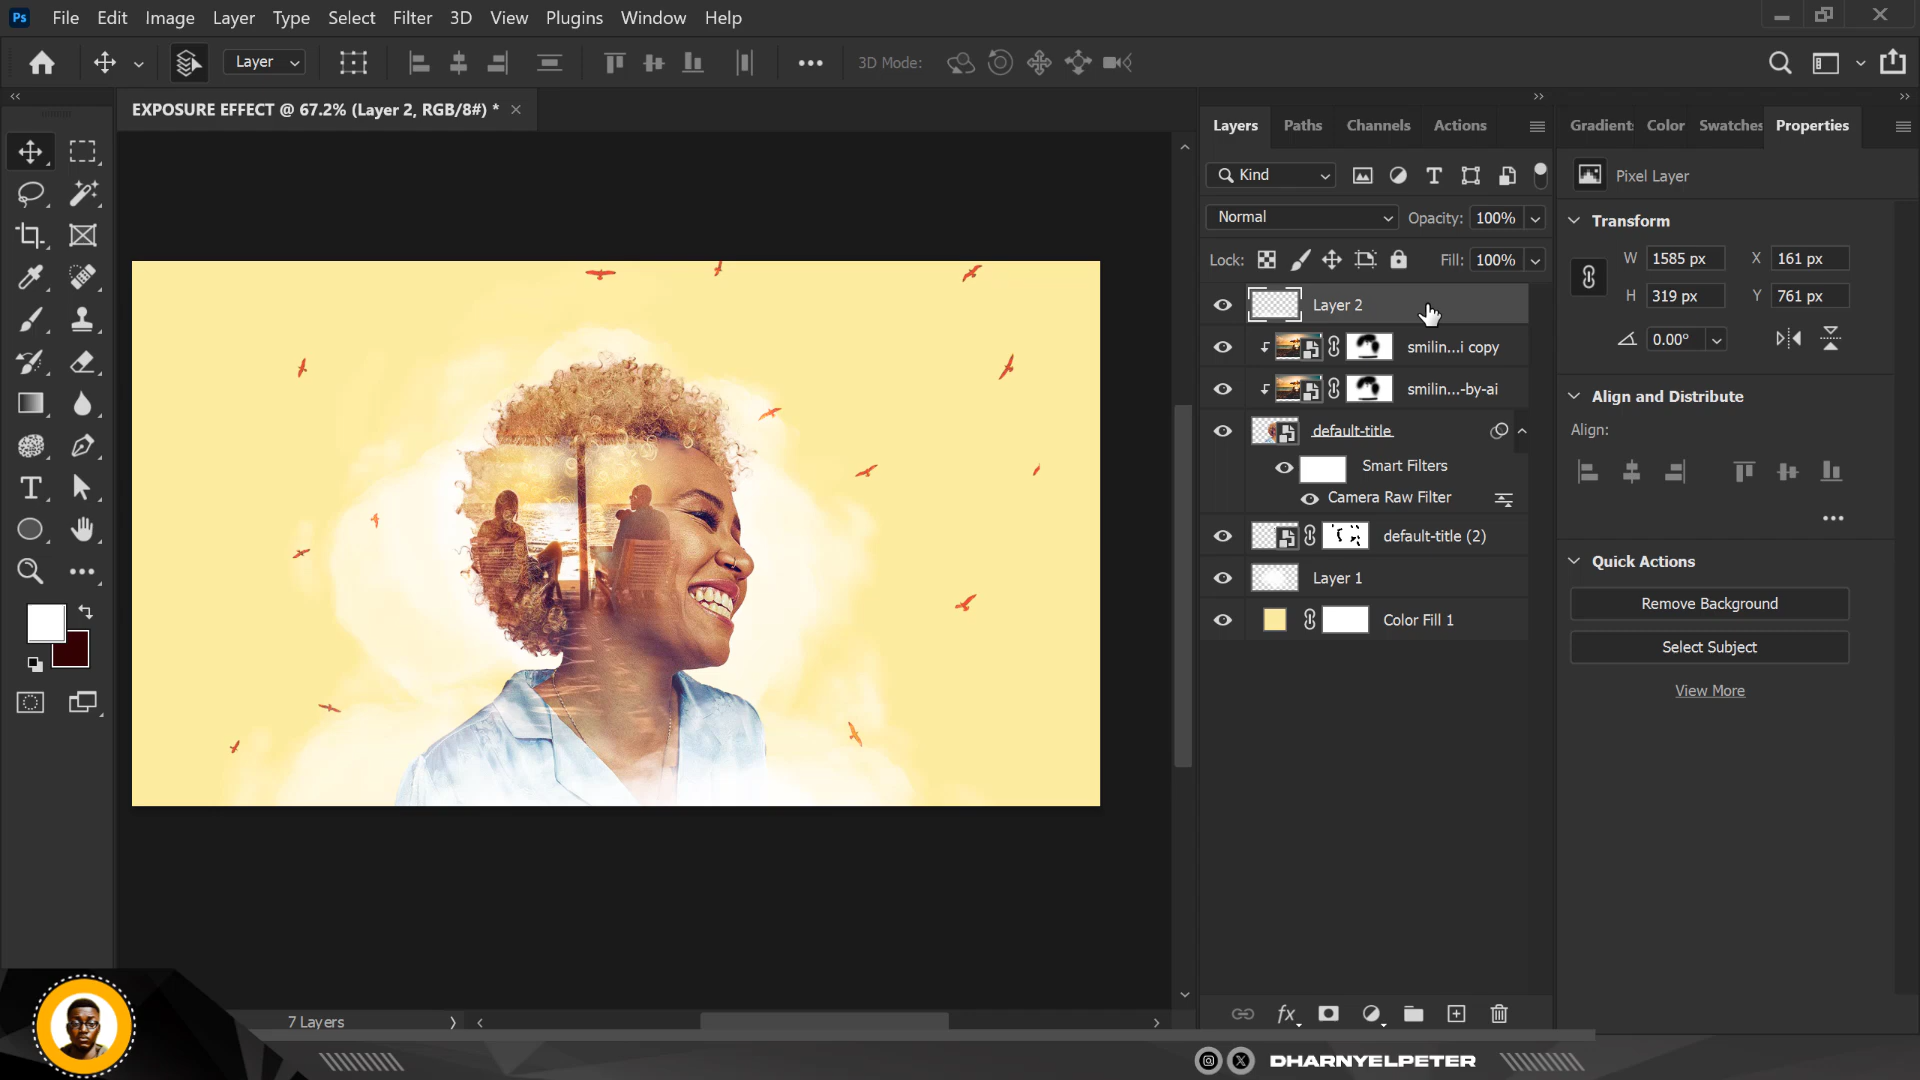 Ps File Edit Image Layer Type Select Filter 3D View Plugins Window Help
Layer 3D Mode:
EXPOSURE EFFECT @ 67.2% (Layer 2, RGB/8#) *
Layers Paths Channels Actions
Gradient Color Swatches Properties
Kind
Pixel Layer
Normal Opacity: 100%
Transform
Lock: Fill: 100%
W 1585 px X 161 px
H 319 px Y 761 px
Layer 2
0.00°
smilin...i copy
smilin...-by-ai
Align and Distribute
Align:
default-title
Smart Filters
Camera Raw Filter
default-title (2)
Quick Actions
Layer 1
Remove Background
Color Fill 1
Select Subject
View More
7 Layers
fx
DHARNYELPETER